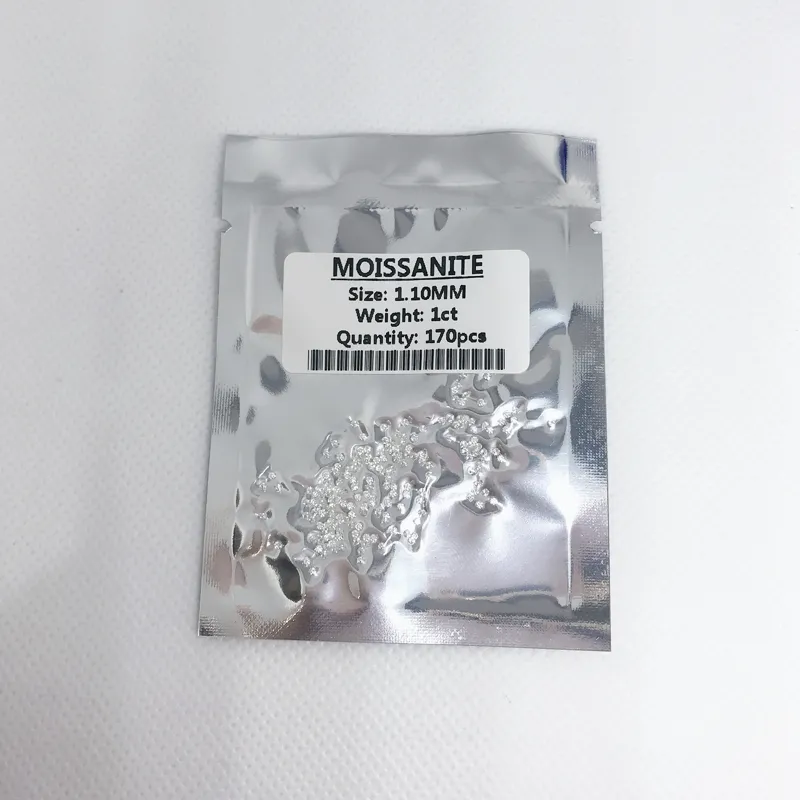 MOISSANITE
Size: 1.10MM
Weight: 1ct
Quantity: 170pcs